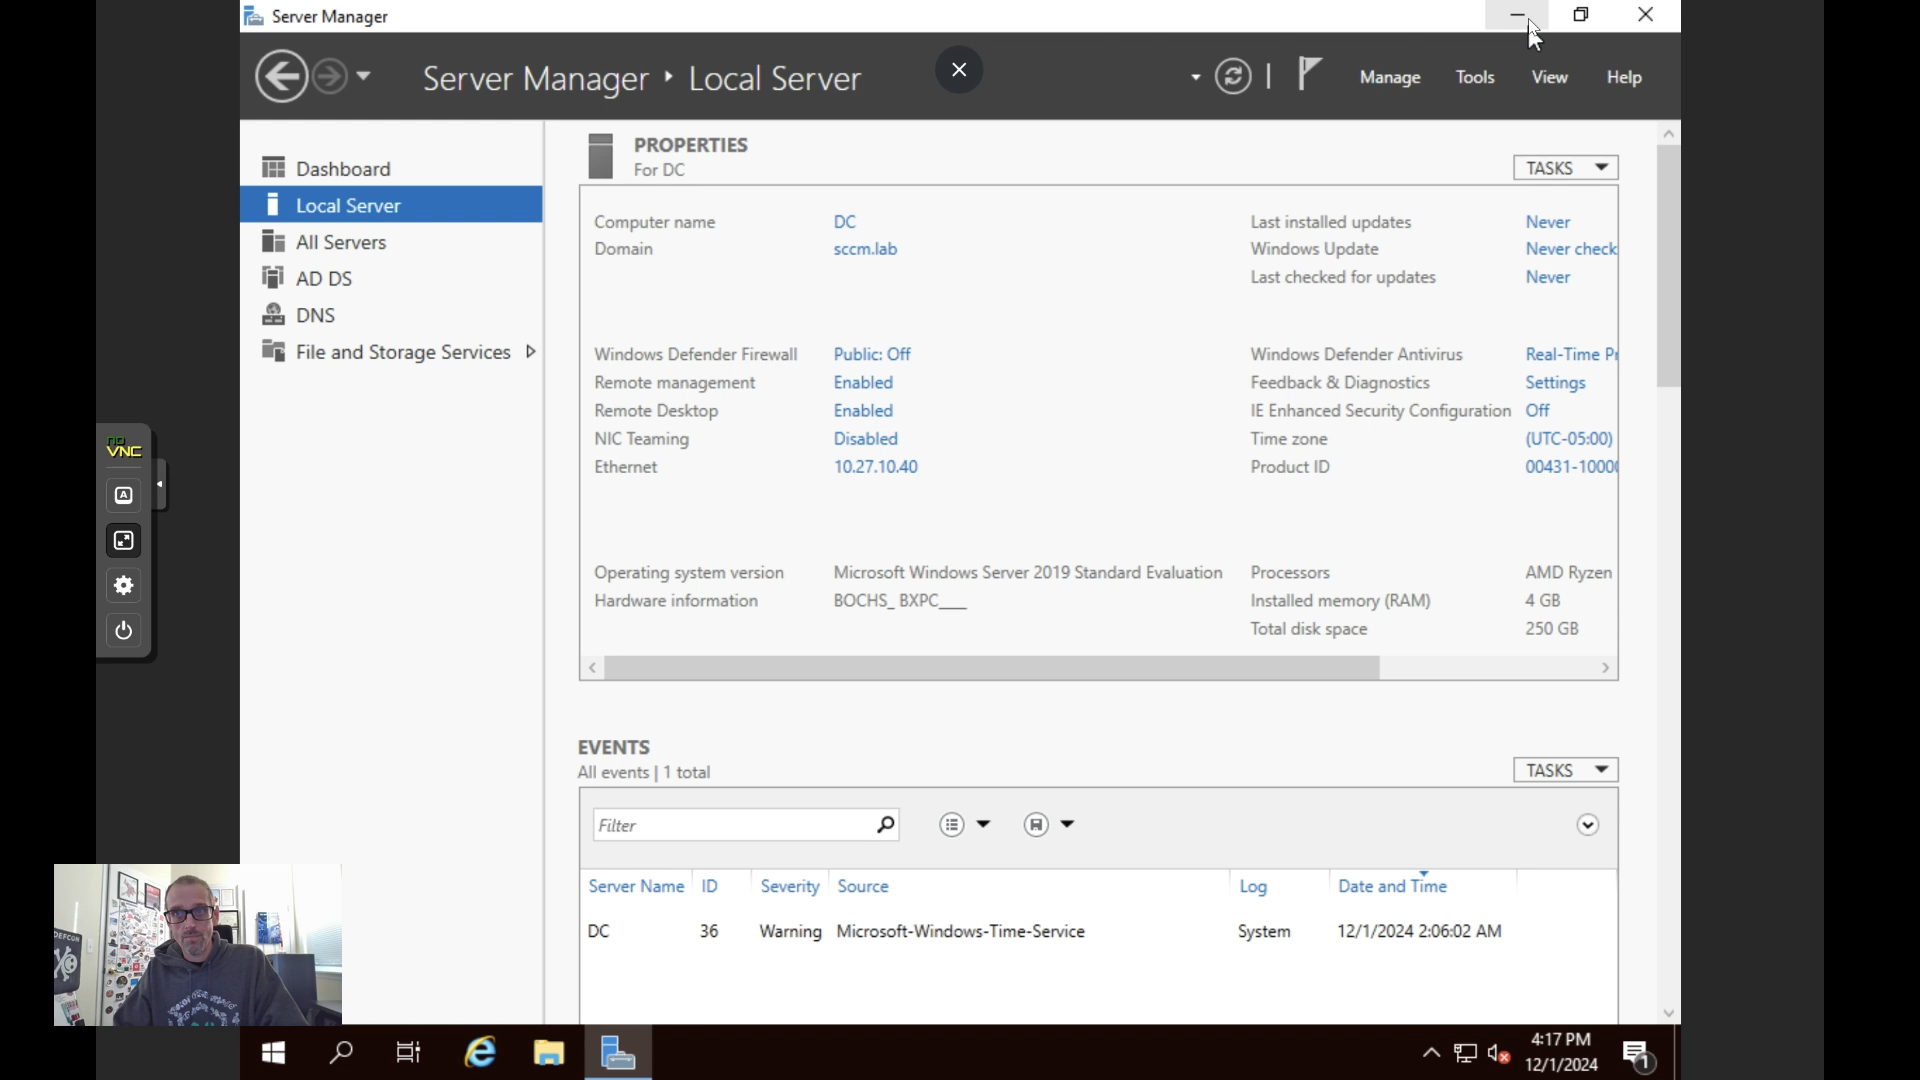 Server Manager
Server Manager
Local Server
Manage
Tools
View
Help
Dashboard
Local Server
All Servers
AD DS
DNS
File and Storage Services
PROPERTIES
For DC
TASKS
Computer name
DC
Last installed updates
Never
Domain
sccm.lab
Windows Update
Never check
Last checked for updates
Never
Windows Defender Firewall
Public: Off
Windows Defender Antivirus
Real-Time Pr
Remote management
Enabled
Feedback & Diagnostics
Settings
Remote Desktop
Enabled
IE Enhanced Security Configuration
Off
NIC Teaming
Disabled
Time zone
(UTC-05:00)
Ethernet
10.27.10.40
Product ID
00431-10000
Operating system version
Microsoft Windows Server 2019 Standard Evaluation
Processors
AMD Ryzen
Hardware information
BOCHS_ BXPC____
Installed memory (RAM)
4 GB
Total disk space
250 GB
no
VNC
A
EVENTS
All events | 1 total
TASKS
Filter
Server Name
ID
Severity
Source
Log
Date and Time
DC
36
Warning
Microsoft-Windows-Time-Service
System
12/1/2024 2:06:02 AM
DEFCON
4:17 PM
12/1/2024
1